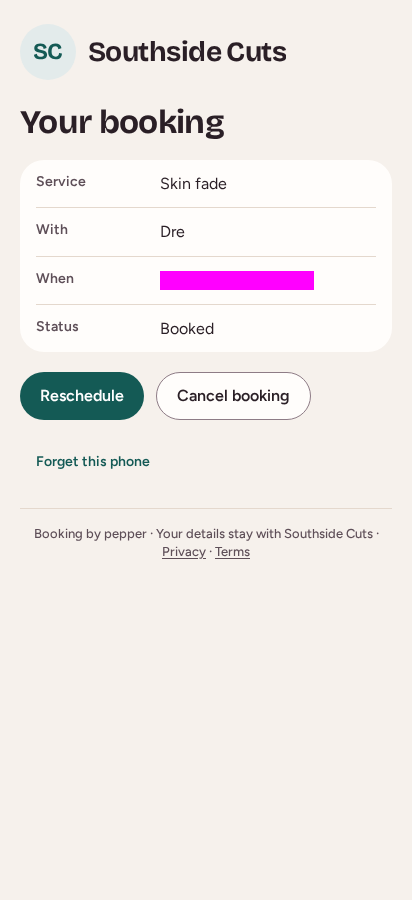 SC
Southside Cuts
Your booking
Service Skin fade
With Dre
When
Status Booked
Reschedule Cancel booking
Forget this phone
Booking by pepper · Your details stay with Southside Cuts ·
Privacy · Terms